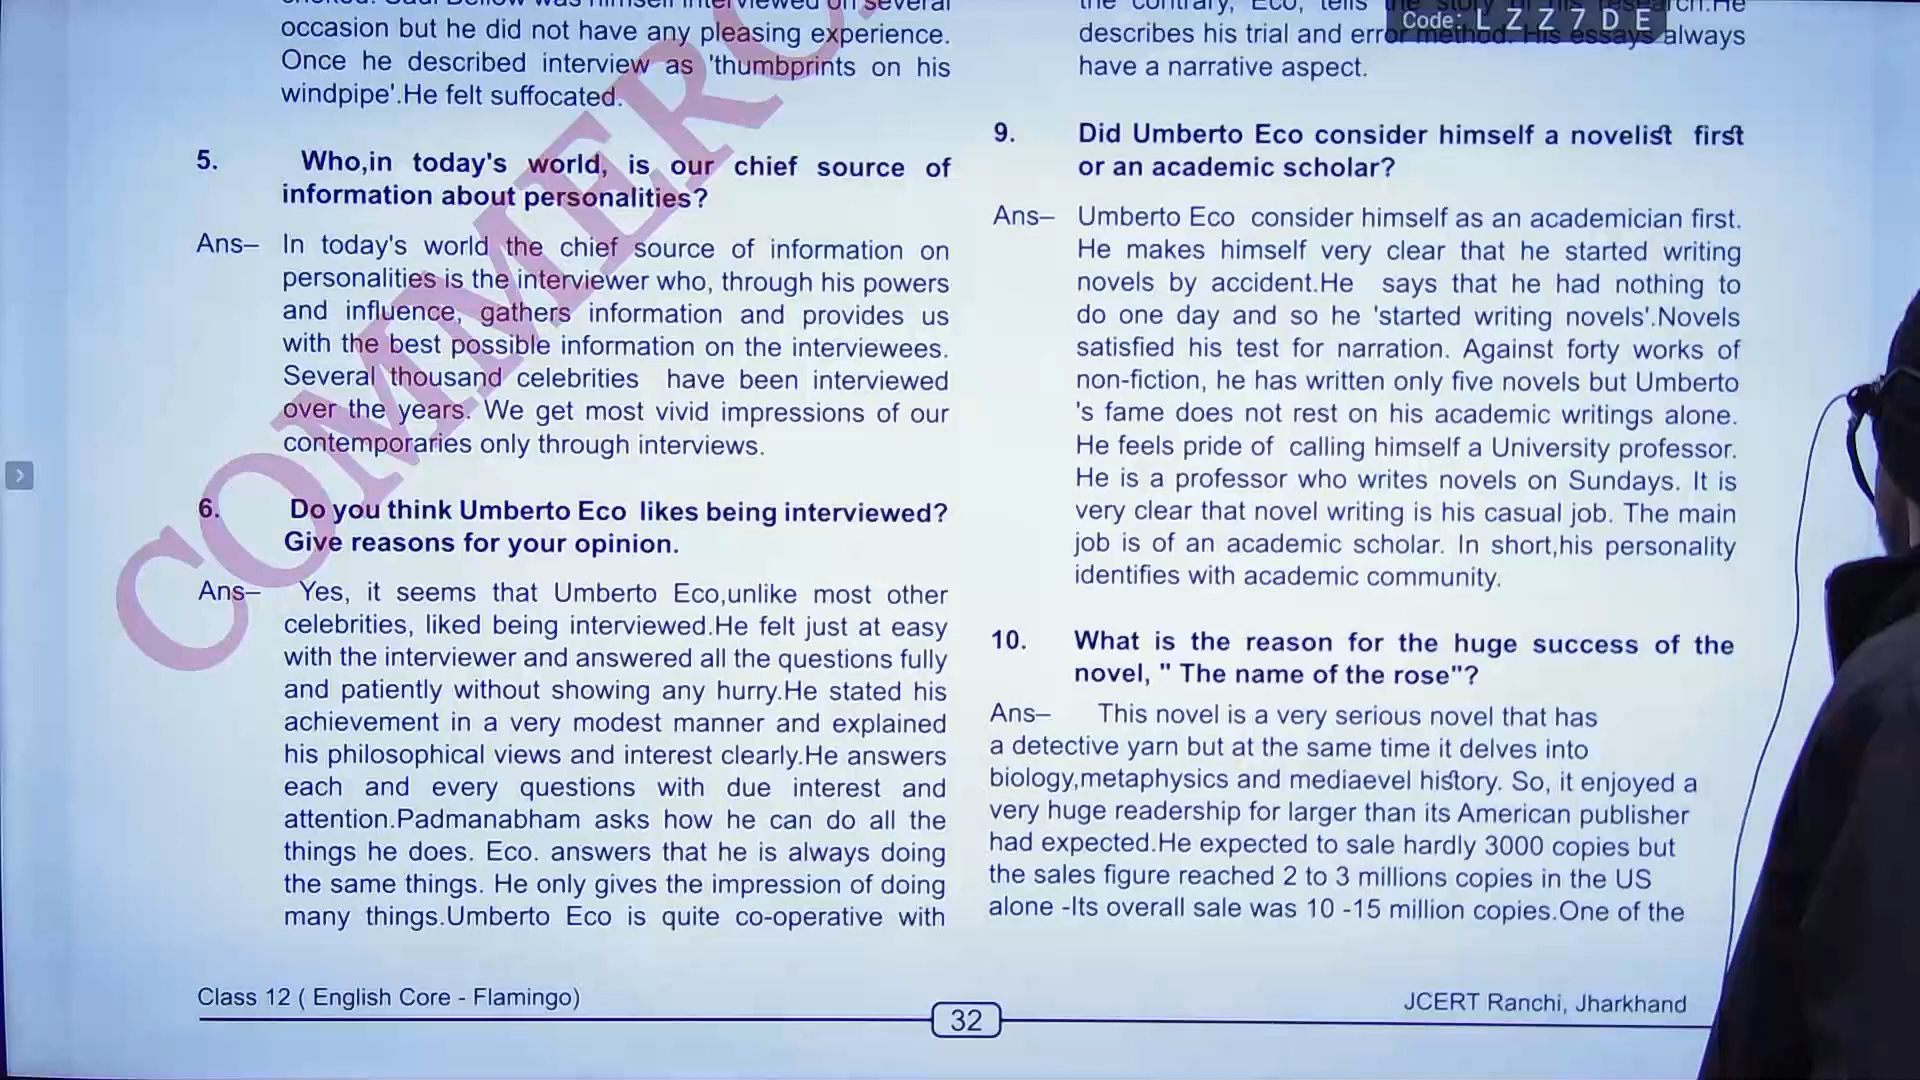 occasion but he did not have any pleasing experience.
Once he described interview as 'thumbprints on his
windpipe'.He felt suffocated.
5. Who,in today's world, is our chief source of
information about personalities?
Ans– In today's world the chief source of information on
personalities is the interviewer who, through his powers
and influence, gathers information and provides us
with the best possible information on the interviewees.
Several thousand celebrities have been interviewed
over the years. We get most vivid impressions of our
contemporaries only through interviews.
6. Do you think Umberto Eco likes being interviewed?
Give reasons for your opinion.
Ans– Yes, it seems that Umberto Eco,unlike most other
celebrities, liked being interviewed.He felt just at easy
with the interviewer and answered all the questions fully
and patiently without showing any hurry.He stated his
achievement in a very modest manner and explained
his philosophical views and interest clearly.He answers
each and every questions with due interest and
attention.Padmanabham asks how he can do all the
things he does. Eco. answers that he is always doing
the same things. He only gives the impression of doing
many things.Umberto Eco is quite co-operative with
the contrary, Eco, tells the story of his research.He
describes his trial and error method. His essays always
have a narrative aspect.
9. Did Umberto Eco consider himself a novelist first
or an academic scholar?
Ans– Umberto Eco consider himself as an academician first.
He makes himself very clear that he started writing
novels by accident.He says that he had nothing to
do one day and so he 'started writing novels'.Novels
satisfied his test for narration. Against forty works of
non-fiction, he has written only five novels but Umberto
's fame does not rest on his academic writings alone.
He feels pride of calling himself a University professor.
He is a professor who writes novels on Sundays. It is
very clear that novel writing is his casual job. The main
job is of an academic scholar. In short,his personality
identifies with academic community.
10. What is the reason for the huge success of the
novel, " The name of the rose"?
Ans– This novel is a very serious novel that has
a detective yarn but at the same time it delves into
biology,metaphysics and mediaevel history. So, it enjoyed a
very huge readership for larger than its American publisher
had expected.He expected to sale hardly 3000 copies but
the sales figure reached 2 to 3 millions copies in the US
alone -Its overall sale was 10 -15 million copies.One of the
Code: L Z Z 7 D E
COMMERC
Class 12 ( English Core - Flamingo)
32
JCERT Ranchi, Jharkhand